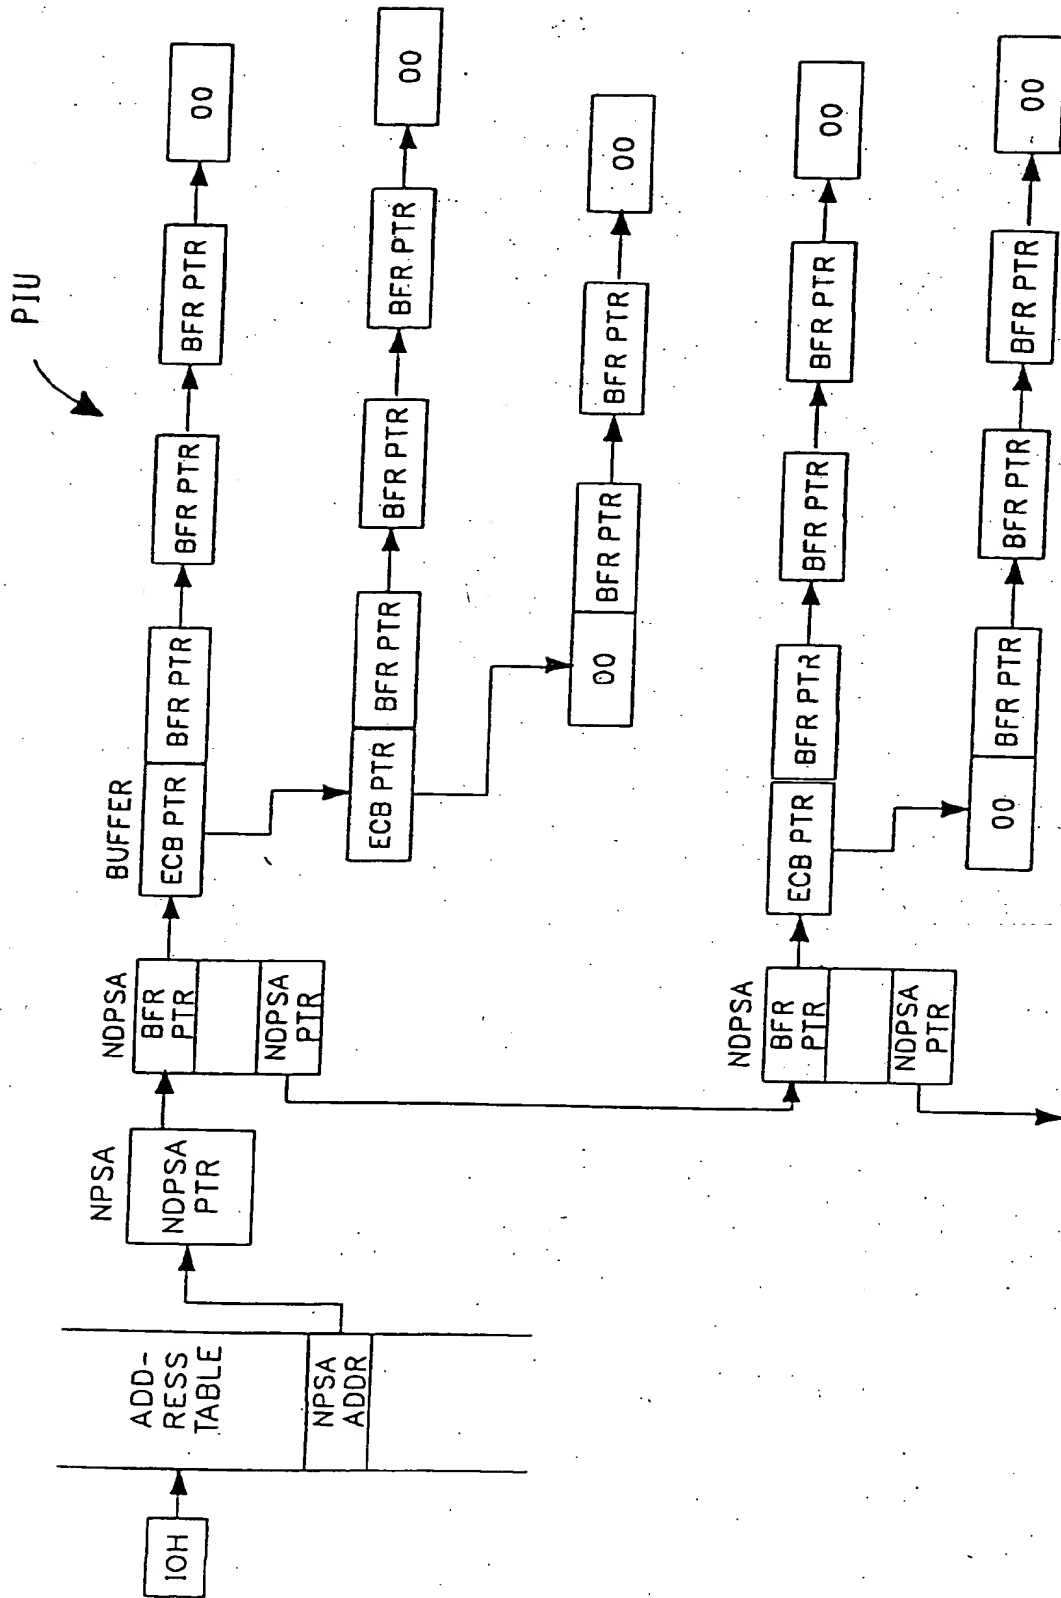 PIU
IOH
ADD-
RESS
TABLE
NPSA
ADDR
NPSA
NDPSA
PTR
NDPSA
BFR
PTR
NDPSA
PTR
BUFFER
ECB PTR
BFR PTR
BFR PTR
BFR PTR
00
ECB PTR
BFR PTR
BFR PTR
BFR PTR
00
00
BFR PTR
BFR PTR
00
NDPSA
BFR
PTR
NDPSA
PTR
ECB PTR
BFR PTR
BFR PTR
BFR PTR
00
00
BFR PTR
BFR PTR
BFR PTR
00